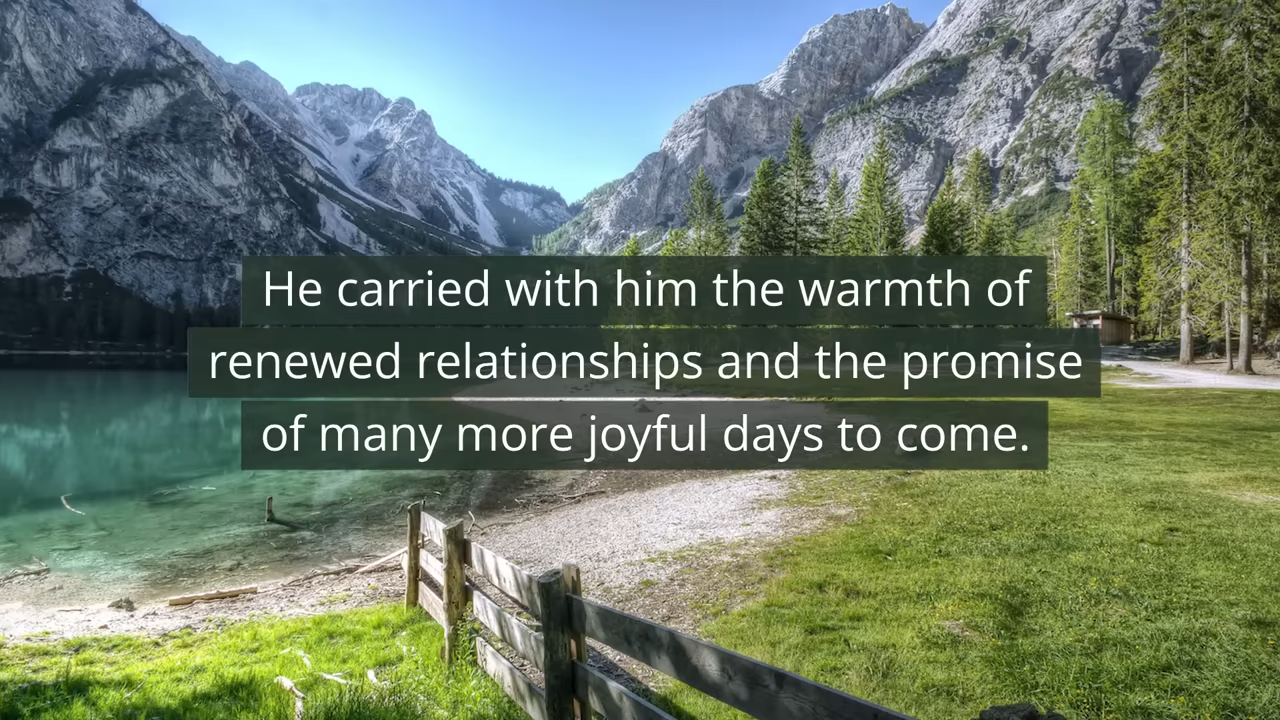 He carried with him the warmth of
renewed relationships and the promise
of many more joyful days to come.